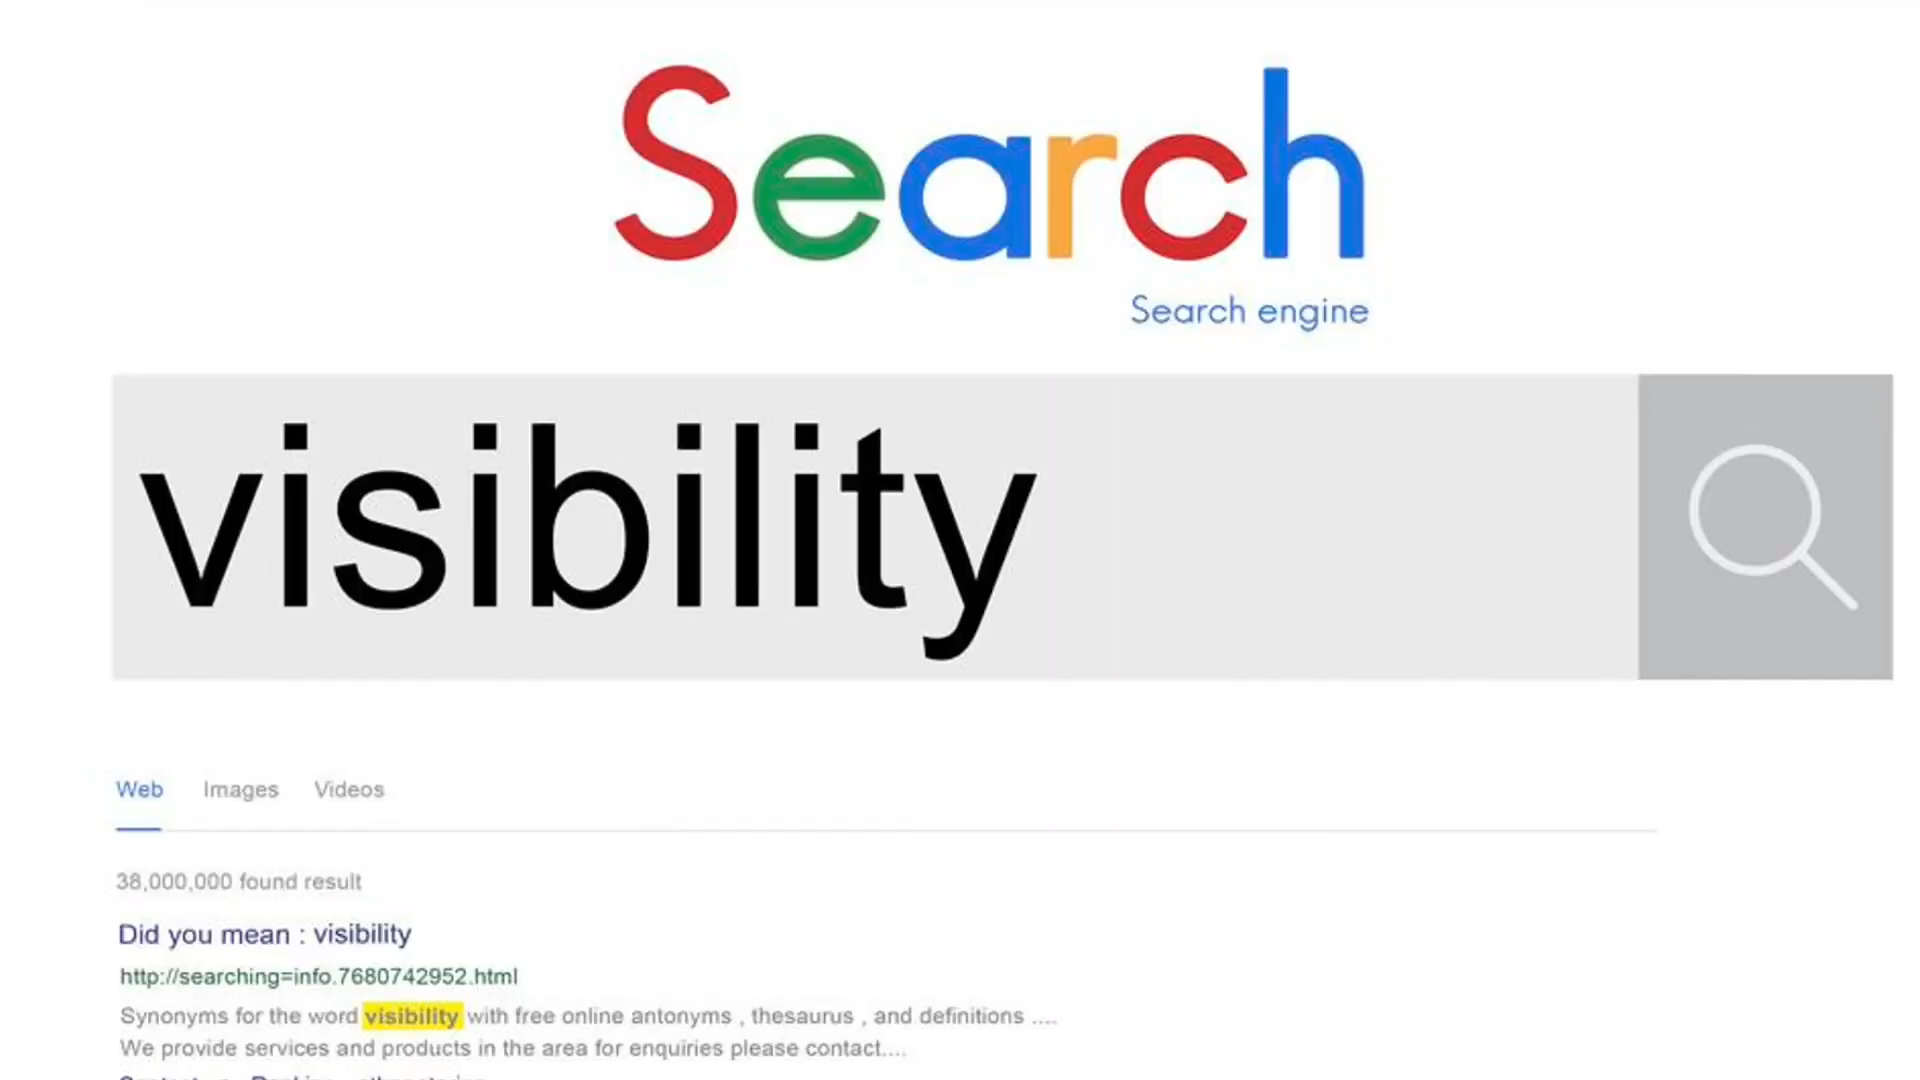 Search
Search engine
visibility
Web Images Videos
38,000,000 found result
Did you mean : visibility
http://searching=info.7680742952.html
Synonyms for the word visibility with free online antonyms , thesaurus , and definitions ....
We provide services and products in the area for enquiries please contact....